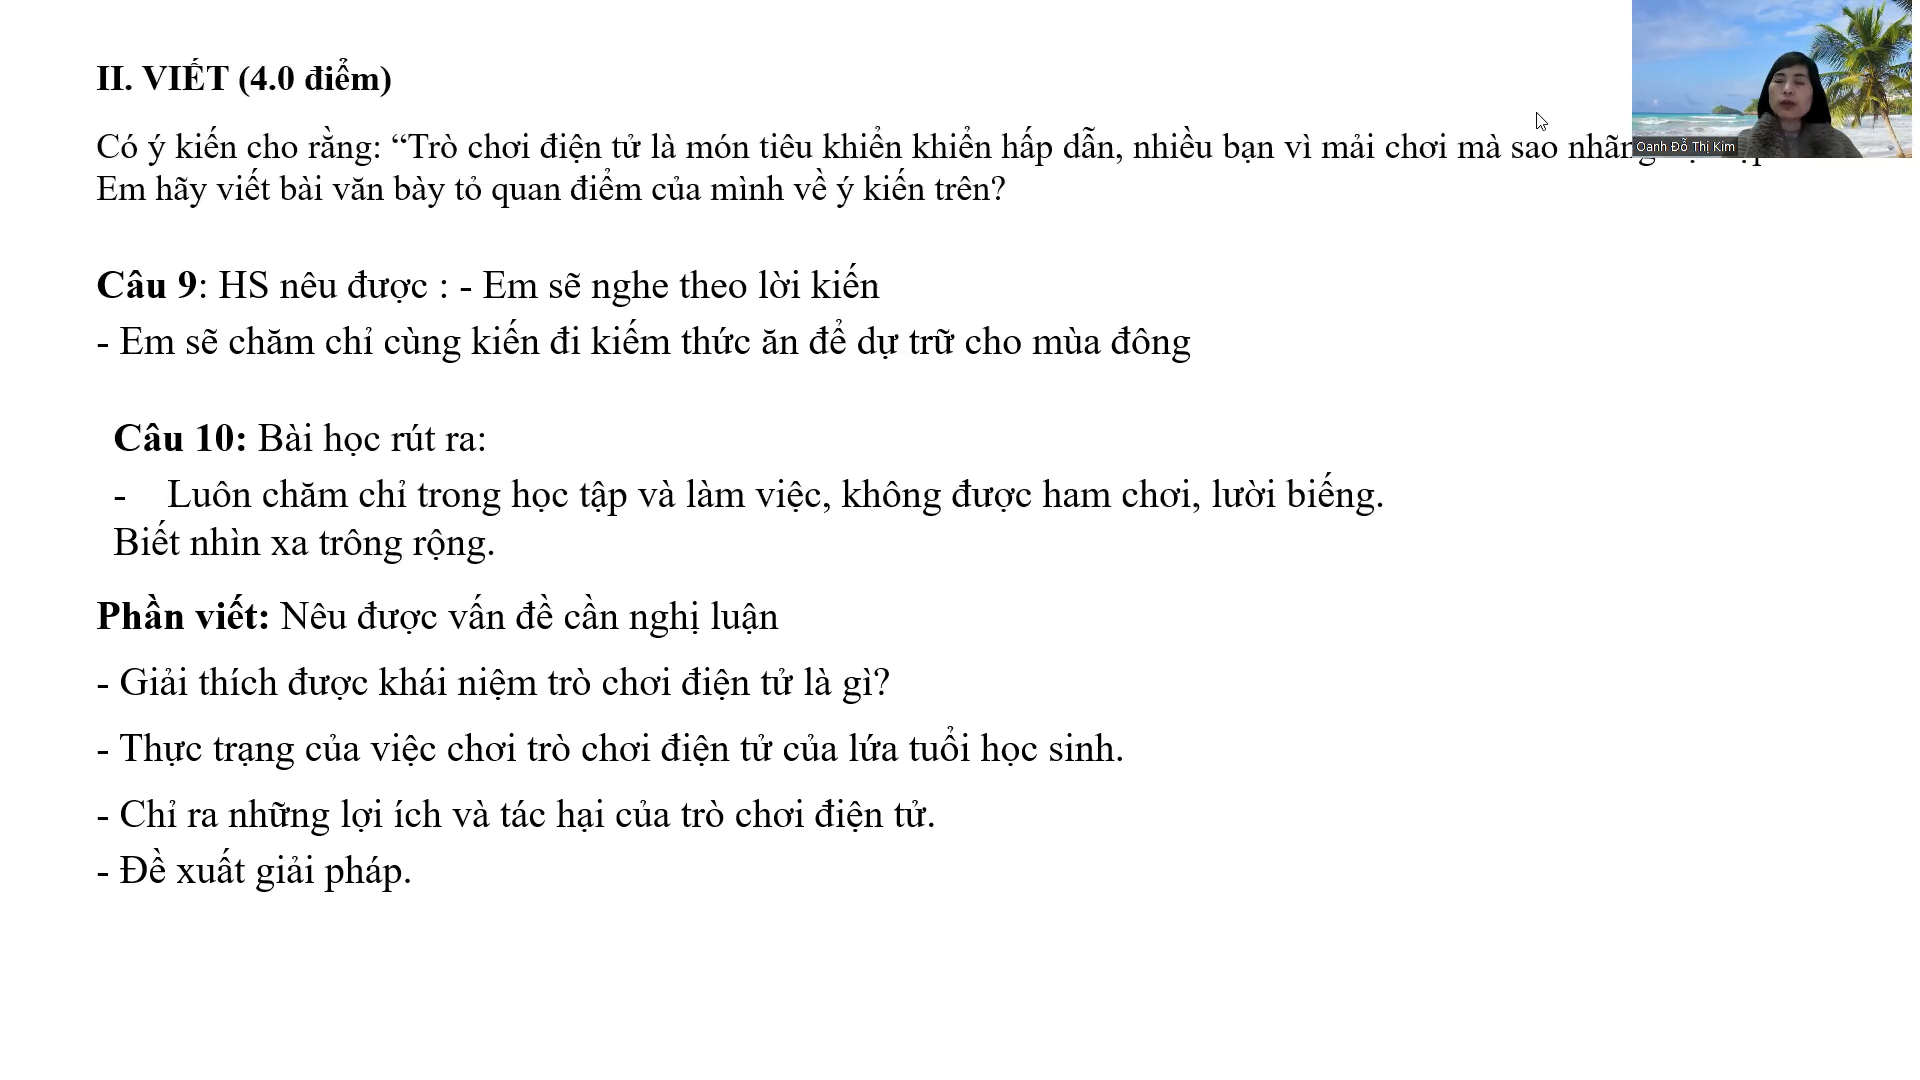 II. VIẾT (4.0 điểm)
Có ý kiến cho rằng: “Trò chơi điện tử là món tiêu khiển khiển hấp dẫn, nhiều bạn vì mải chơi mà sao nhãng
Oanh Đỗ Thị Kim
Em hãy viết bài văn bày tỏ quan điểm của mình về ý kiến trên?
Câu 9: HS nêu được : - Em sẽ nghe theo lời kiến
- Em sẽ chăm chỉ cùng kiến đi kiếm thức ăn để dự trữ cho mùa đông
Câu 10: Bài học rút ra:
- Luôn chăm chỉ trong học tập và làm việc, không được ham chơi, lười biếng.
Biết nhìn xa trông rộng.
Phần viết: Nêu được vấn đề cần nghị luận
- Giải thích được khái niệm trò chơi điện tử là gì?
- Thực trạng của việc chơi trò chơi điện tử của lứa tuổi học sinh.
- Chỉ ra những lợi ích và tác hại của trò chơi điện tử.
- Đề xuất giải pháp.